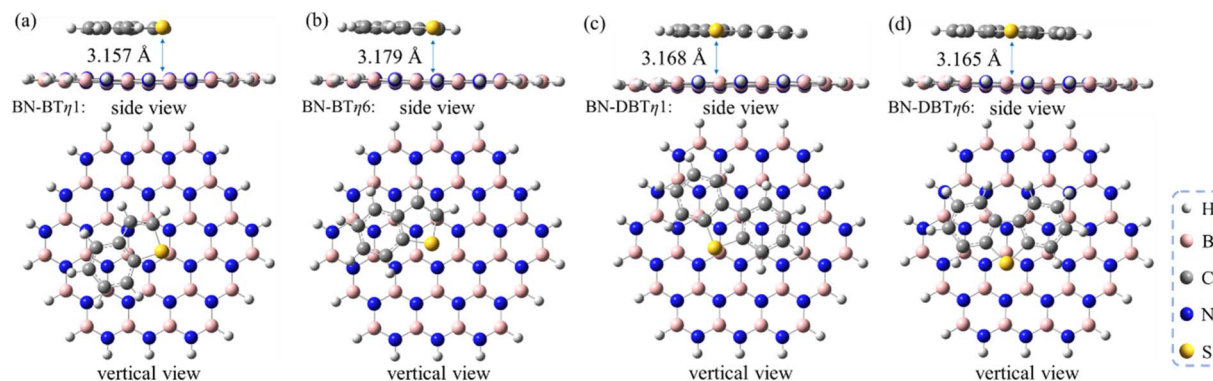 (a)
3.157 Å
BN-BTη1: side view
vertical view
(b)
3.179 Å
BN-BTη6: side view
vertical view
(c)
3.168 Å
BN-DBTη1: side view
vertical view
(d)
3.165 Å
BN-DBTη6: side view
vertical view
H
B
C
N
S